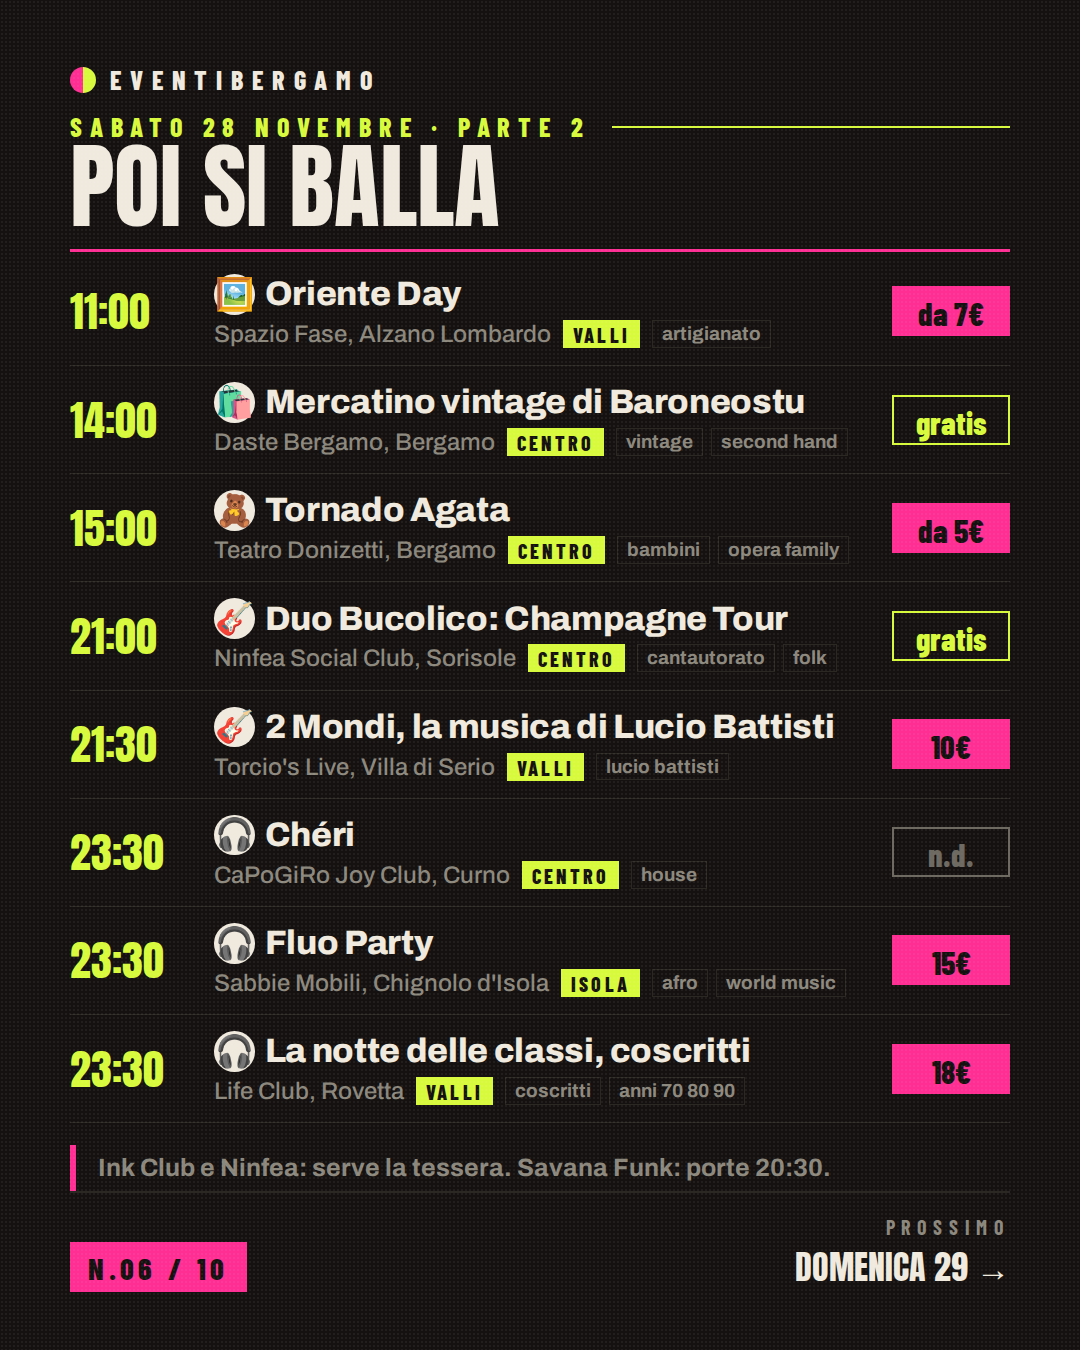 EVENTIBERGAMO
SABATO 28 NOVEMBRE · PARTE 2
POI SI BALLA
11:00
Oriente Day
Spazio Fase, Alzano Lombardo VALLI artigianato
da 7€
14:00
Mercatino vintage di Baroneostu
Daste Bergamo, Bergamo CENTRO vintage second hand
gratis
15:00
Tornado Agata
Teatro Donizetti, Bergamo CENTRO bambini opera family
da 5€
21:00
Duo Bucolico: Champagne Tour
Ninfea Social Club, Sorisole CENTRO cantautorato folk
gratis
21:30
2 Mondi, la musica di Lucio Battisti
Torcio's Live, Villa di Serio VALLI lucio battisti
10€
23:30
Chéri
CaPoGiRo Joy Club, Curno CENTRO house
n.d.
23:30
Fluo Party
Sabbie Mobili, Chignolo d'Isola ISOLA afro world music
15€
23:30
La notte delle classi, coscritti
Life Club, Rovetta VALLI coscritti anni 70 80 90
18€
Ink Club e Ninfea: serve la tessera. Savana Funk: porte 20:30.
N.06 / 10
PROSSIMO
DOMENICA 29 →